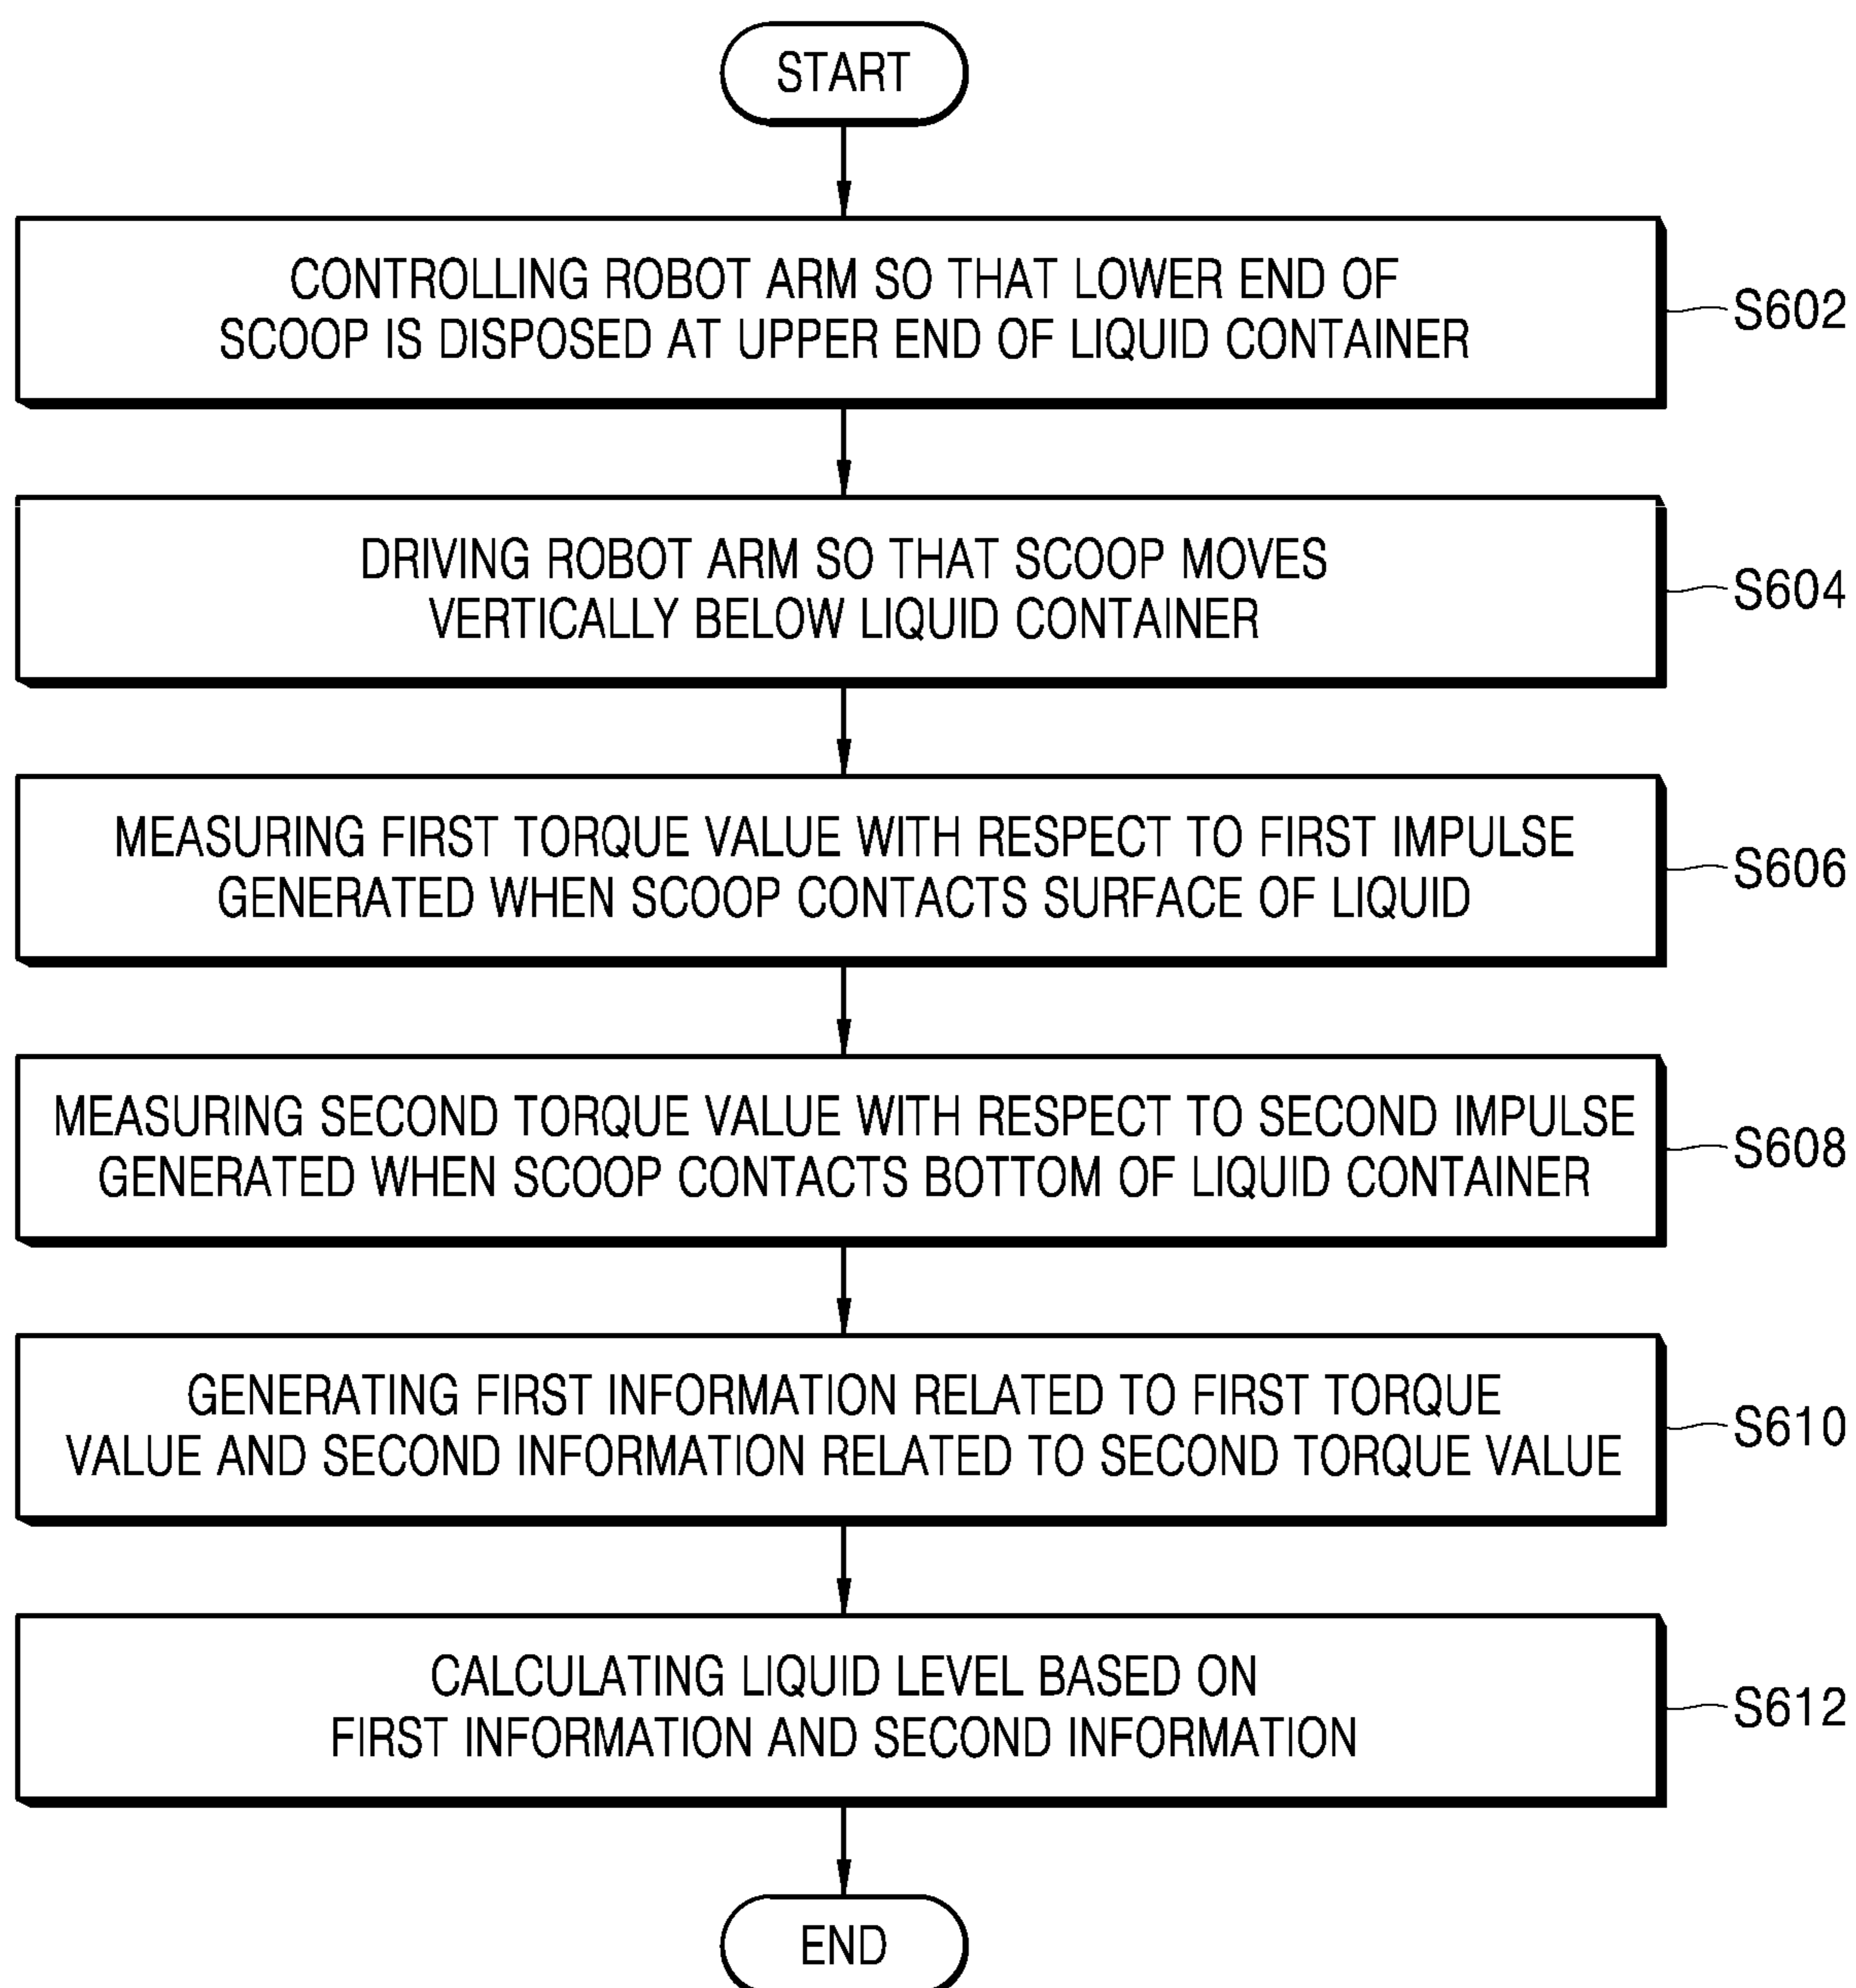 START
CONTROLLING ROBOT ARM SO THAT LOWER END OF
SCOOP IS DISPOSED AT UPPER END OF LIQUID CONTAINER
S602
DRIVING ROBOT ARM SO THAT SCOOP MOVES
VERTICALLY BELOW LIQUID CONTAINER
S604
MEASURING FIRST TORQUE VALUE WITH RESPECT TO FIRST IMPULSE
GENERATED WHEN SCOOP CONTACTS SURFACE OF LIQUID
S606
MEASURING SECOND TORQUE VALUE WITH RESPECT TO SECOND IMPULSE
GENERATED WHEN SCOOP CONTACTS BOTTOM OF LIQUID CONTAINER
S608
GENERATING FIRST INFORMATION RELATED TO FIRST TORQUE
VALUE AND SECOND INFORMATION RELATED TO SECOND TORQUE VALUE
S610
CALCULATING LIQUID LEVEL BASED ON
FIRST INFORMATION AND SECOND INFORMATION
S612
END